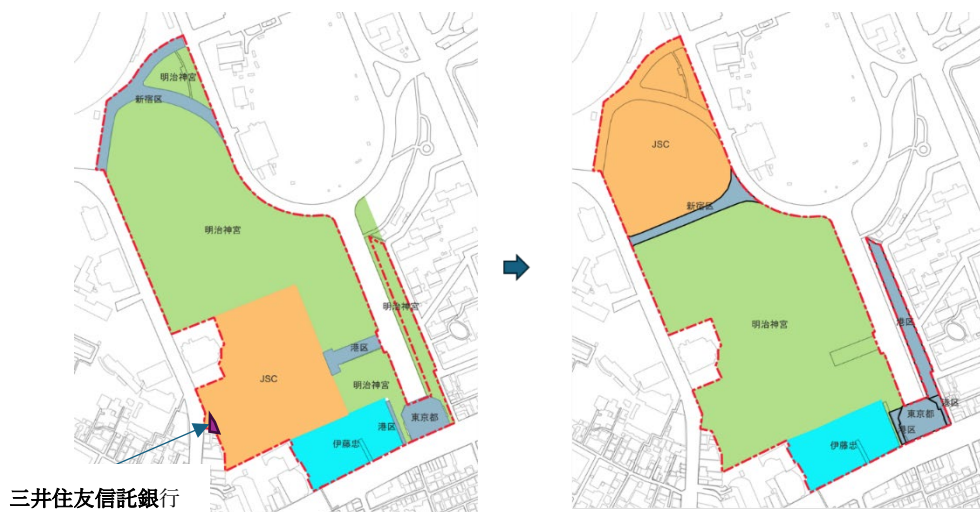 明治神宮
新宿区
明治神宮
明治神宮
港区
JSC
明治神宮
東京都
港区
伊藤忠
三井住友信託銀行
JSC
新宿区
港区
明治神宮
港区
東京都
港区
伊藤忠